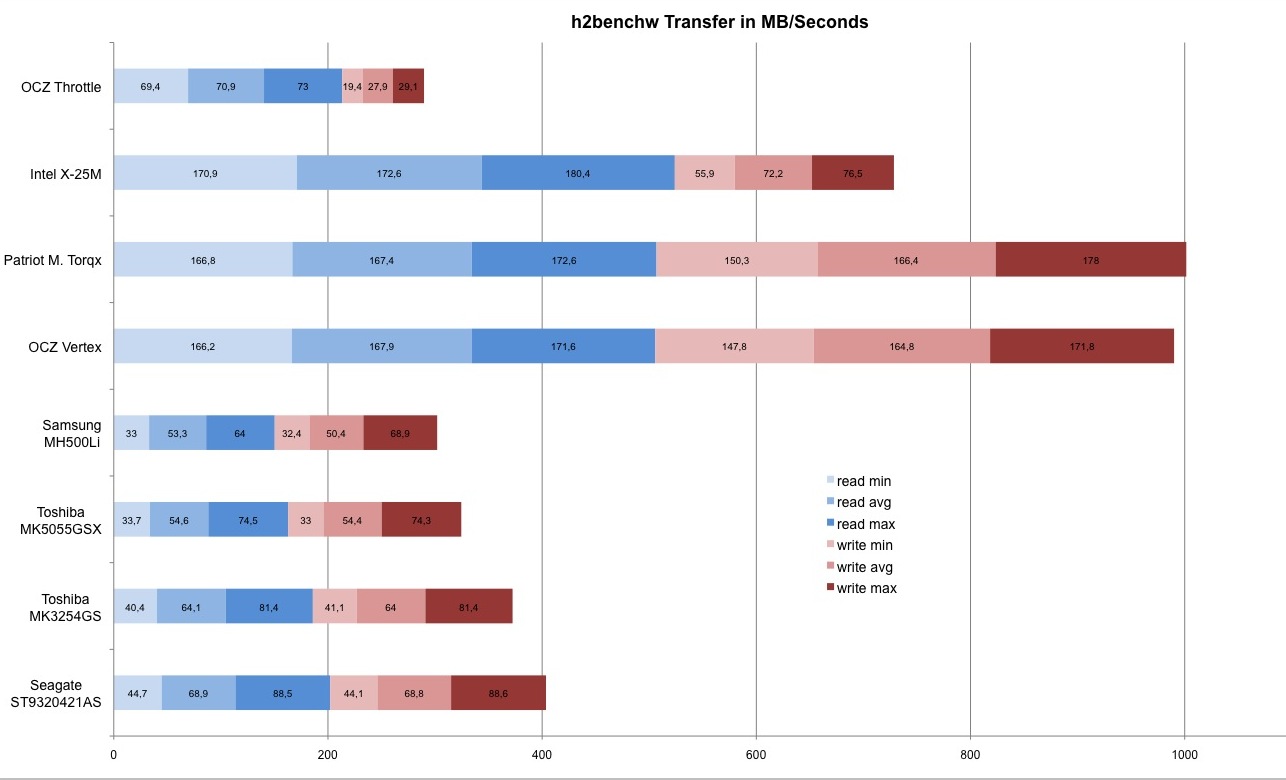 h2benchw Transfer in MB/Seconds
OCZ Throttle
69,4 70,9 73 19,4 27,9 29,1
Intel X-25M
170,9 172,6 180,4 55,9 72,2 76,5
Patriot M. Torqx
166,8 167,4 172,6 150,3 166,4 178
OCZ Vertex
166,2 167,9 171,6 147,8 164,8 171,8
Samsung
MH500Li
33 53,3 64 32,4 50,4 68,9
Toshiba
MK5055GSX
33,7 54,6 74,5 33 54,4 74,3
Toshiba
MK3254GS
40,4 64,1 81,4 41,1 64 81,4
Seagate
ST9320421AS
44,7 68,9 88,5 44,1 68,8 88,6
read min
read avg
read max
write min
write avg
write max
0 200 400 600 800 1000